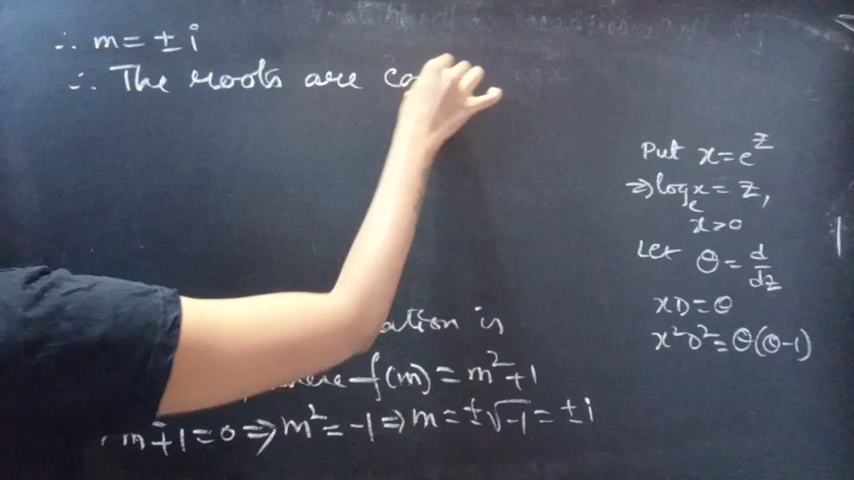 ∴ m = ± i
∴ The roots are co
ation is
f(m) = m²+1
m²+1=0 ⇒ m² = -1 ⇒ m = ±√-1 = ± i
Put x = e^z
⇒ logₑx = z,
x>0
Let θ = d/dz
xD = θ
x²D² = θ(θ-1)